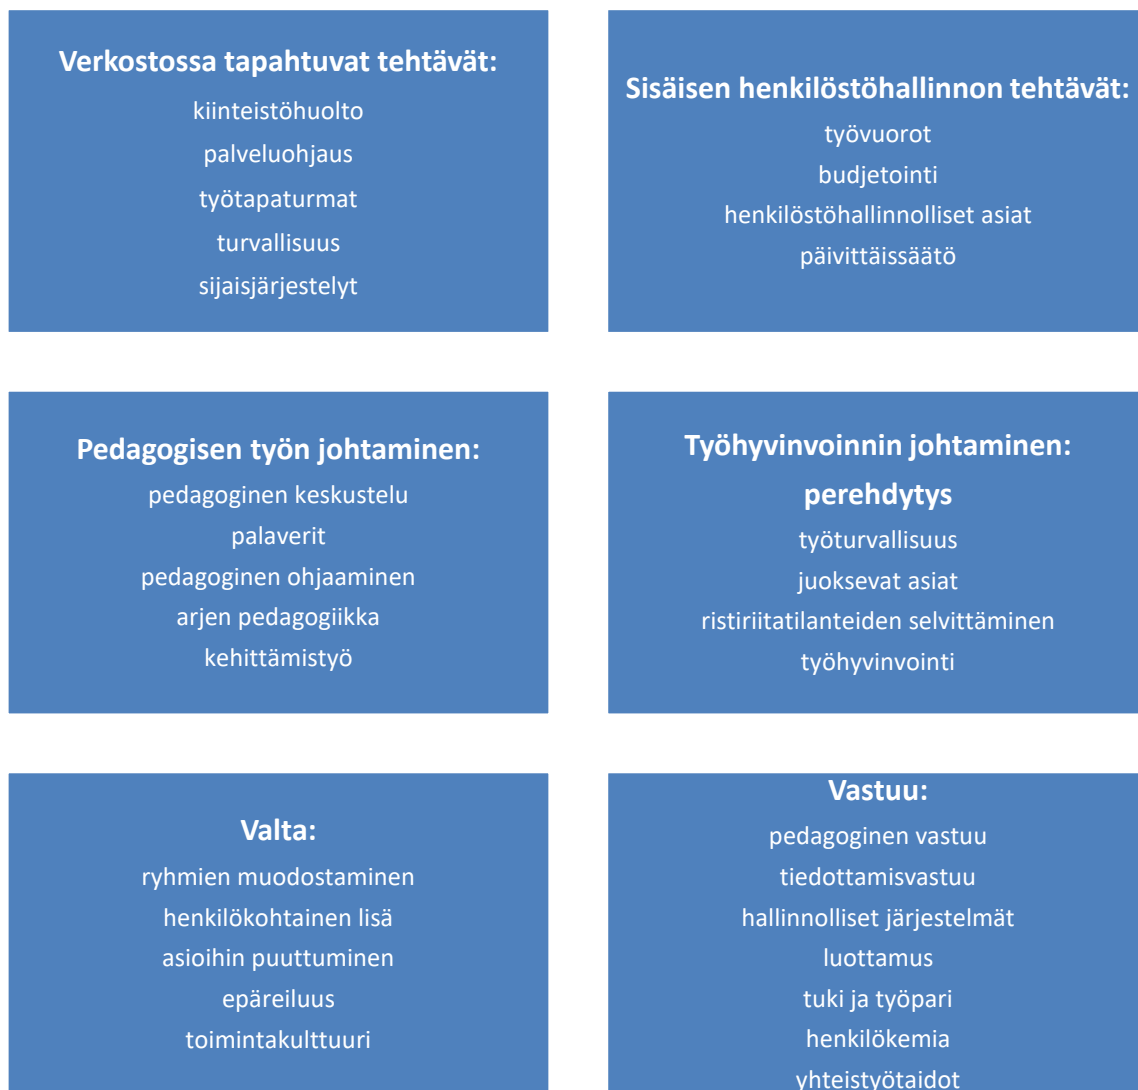 Verkostossa tapahtuvat tehtävät:
kiinteistöhuolto
palveluohjaus
työtapaturmat
turvallisuus
sijaisjärjestelyt
Sisäisen henkilöstöhallinnon tehtävät:
työvuorot
budjetointi
henkilöstöhallinnolliset asiat
päivittäissäätö
Pedagogisen työn johtaminen:
pedagoginen keskustelu
palaverit
pedagoginen ohjaaminen
arjen pedagogiikka
kehittämistyö
Työhyvinvoinnin johtaminen:
perehdytys
työturvallisuus
juoksevat asiat
ristiriitatilanteiden selvittäminen
työhyvinvointi
Valta:
ryhmien muodostaminen
henkilökohtainen lisä
asioihin puuttuminen
epäreiluus
toimintakulttuuri
Vastuu:
pedagoginen vastuu
tiedottamisvastuu
hallinnolliset järjestelmät
luottamus
tuki ja työpari
henkilökemia
yhteistyötaidot